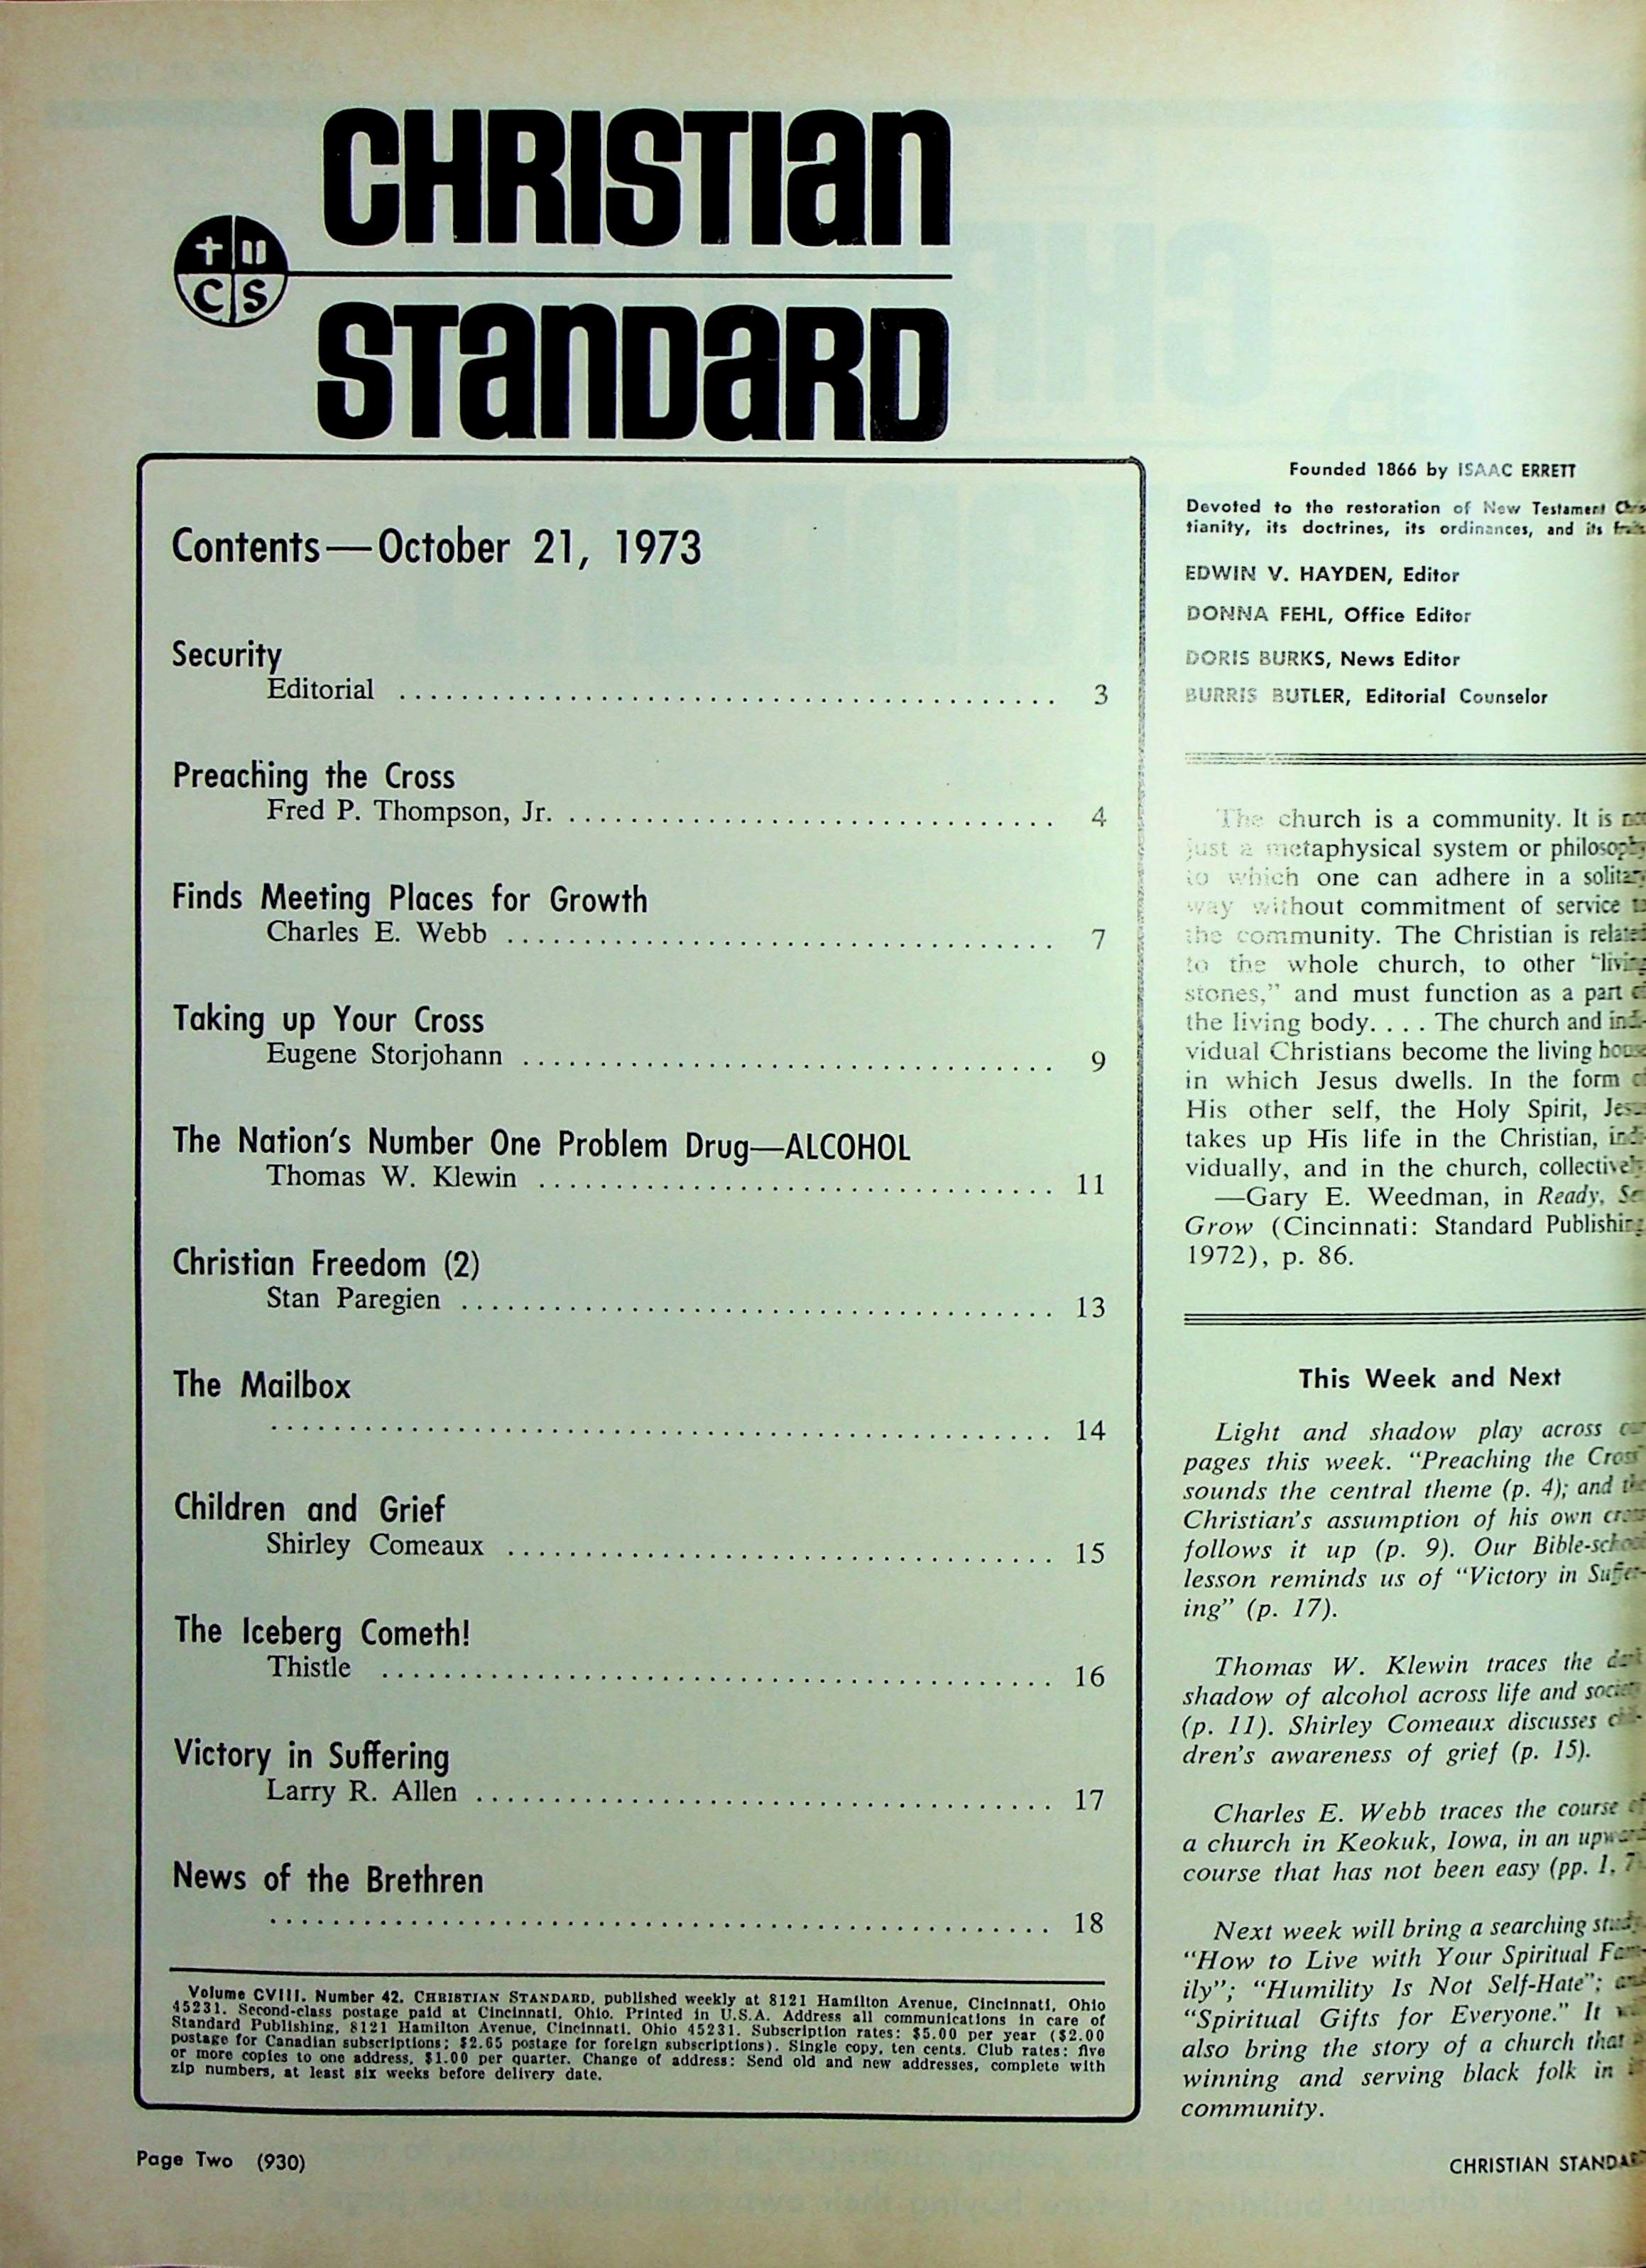 CHRISTIAN
STANDARD
C S
Contents—October 21, 1973
Security
Editorial ........................................ 3
Preaching the Cross
Fred P. Thompson, Jr. ........................................ 4
Finds Meeting Places for Growth
Charles E. Webb ........................................ 7
Taking up Your Cross
Eugene Storjohann ........................................ 9
The Nation's Number One Problem Drug—ALCOHOL
Thomas W. Klewin ........................................ 11
Christian Freedom (2)
Stan Paregien ........................................ 13
The Mailbox
........................................ 14
Children and Grief
Shirley Comeaux ........................................ 15
The Iceberg Cometh!
Thistle ........................................ 16
Victory in Suffering
Larry R. Allen ........................................ 17
News of the Brethren
........................................ 18
Volume CVIII. Number 42. CHRISTIAN STANDARD, published weekly at 8121 Hamilton Avenue, Cincinnati, Ohio
45231. Second-class postage paid at Cincinnati, Ohio. Printed in U.S.A. Address all communications in care of
Standard Publishing, 8121 Hamilton Avenue, Cincinnati, Ohio 45231. Subscription rates: $5.00 per year ($2.00
postage for Canadian subscriptions; $2.65 postage for foreign subscriptions). Single copy, ten cents. Club rates: five
or more copies to one address, $1.00 per quarter. Change of address: Send old and new addresses, complete with
zip numbers, at least six weeks before delivery date.
Founded 1866 by ISAAC ERRETT
Devoted to the restoration of New Testament
tianity, its doctrines, its ordinances, and its
EDWIN V. HAYDEN, Editor
DONNA FEHL, Office Editor
DORIS BURKS, News Editor
BURRIS BUTLER, Editorial Counselor
The church is a community. It is
just a metaphysical system or
to which one can adhere in a
way without commitment of service
the community. The Christian is related
to the whole church, to other "living
stones," and must function as a part
the living body. . . . The church and
vidual Christians become the living
in which Jesus dwells. In the form
His other self, the Holy Spirit,
takes up His life in the Christian,
vidually, and in the church,
—Gary E. Weedman, in Ready,
Grow (Cincinnati: Standard Publishing
1972), p. 86.
This Week and Next
Light and shadow play across
pages this week. "Preaching the Cross
sounds the central theme (p. 4); and
Christian's assumption of his own
follows it up (p. 9). Our
lesson reminds us of "Victory in Suffer-
ing" (p. 17).
Thomas W. Klewin traces the
shadow of alcohol across life and
(p. 11). Shirley Comeaux discusses
dren's awareness of grief (p. 15).
Charles E. Webb traces the course
a church in Keokuk, Iowa, in an
course that has not been easy (pp. 1,
Next week will bring a searching
"How to Live with Your Spiritual Fam-
ily"; "Humility Is Not Self-Hate";
"Spiritual Gifts for Everyone." It
also bring the story of a church that
winning and serving black folk in
community.
Page Two (930)
CHRISTIAN